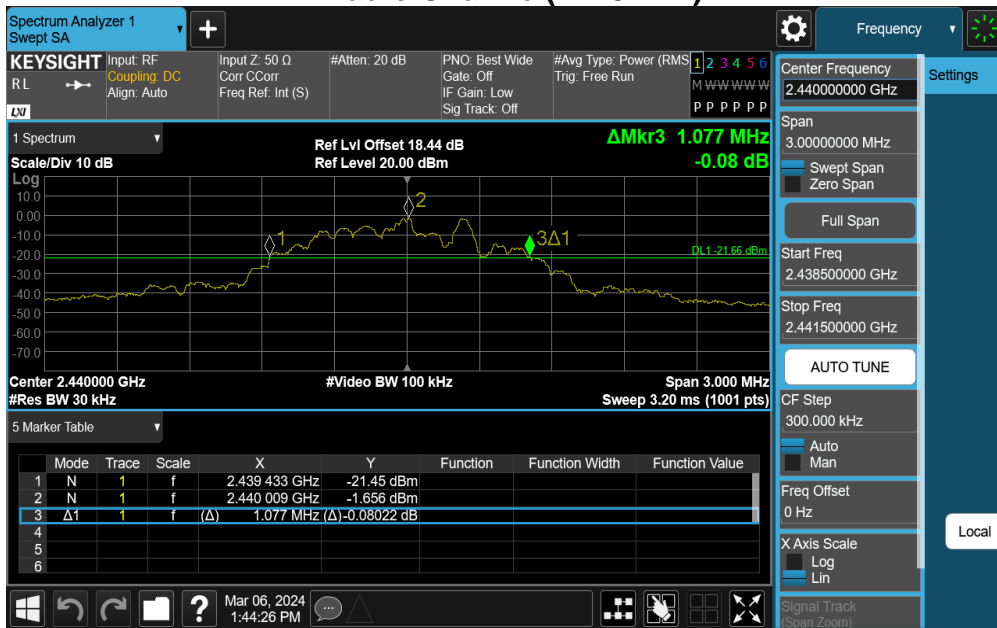 Spectrum Analyzer 1
Swept SA
Frequency
KEYSIGHT
RL
LXI
Input: RF
Coupling: DC
Align: Auto
Input Z: 50 Ω
Corr CCorr
Freq Ref: Int (S)
#Atten: 20 dB
PNO: Best Wide
Gate: Off
IF Gain: Low
Sig Track: Off
#Avg Type: Power (RMS
Trig: Free Run
1 2 3 4 5 6
M W W W W W
P P P P P P
1 Spectrum
Scale/Div 10 dB
Ref Lvl Offset 18.44 dB
Ref Level 20.00 dBm
ΔMkr3 1.077 MHz
-0.08 dB
Log
10.0
0.00
-10.0
-20.0
-30.0
-40.0
-50.0
-60.0
-70.0
1
2
3Δ1
DL1 -21.66 dBm
Center 2.440000 GHz
#Video BW 100 kHz
Span 3.000 MHz
#Res BW 30 kHz
Sweep 3.20 ms (1001 pts)
5 Marker Table
Mode Trace Scale X Y Function Function Width Function Value
1 N 1 f 2.439 433 GHz -21.45 dBm
2 N 1 f 2.440 009 GHz -1.656 dBm
3 Δ1 1 f (Δ) 1.077 MHz (Δ)-0.08022 dB
4
5
6
Mar 06, 2024
1:44:26 PM
Center Frequency
2.440000000 GHz
Settings
Span
3.00000000 MHz
Swept Span
Zero Span
Full Span
Start Freq
2.438500000 GHz
Stop Freq
2.441500000 GHz
AUTO TUNE
CF Step
300.000 kHz
Auto
Man
Freq Offset
0 Hz
Local
X Axis Scale
Log
Lin
Signal Track
(Span Zoom)